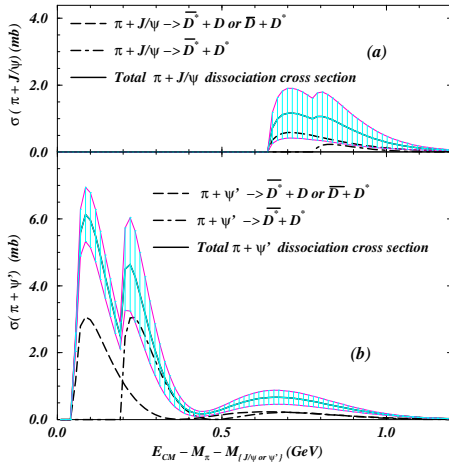 σ ( π + J/ψ) (mb)
4.0
2.0
0.0
π + J/ψ –> D̅* + D or D̅ + D*
π + J/ψ –> D̅* + D*
Total π + J/ψ dissociation cross section
(a)
σ( π + ψ’) (mb)
6.0
4.0
2.0
0.0
π + ψ’ –> D̅* + D or D̅ + D*
π + ψ’ –> D̅* + D*
Total π + ψ’ dissociation cross section
(b)
0.0 0.5 1.0
E_CM – M_π – M_[J/ψ or ψ’] (GeV)